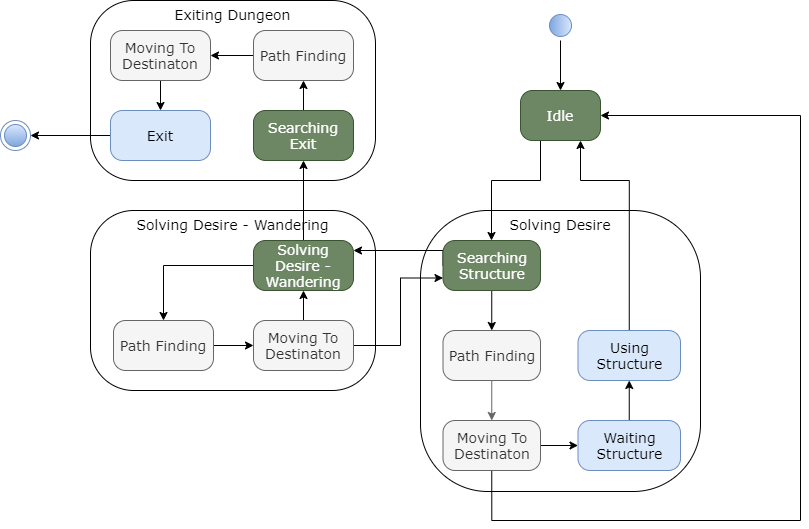 Exiting Dungeon
Moving To
Destinaton
Path Finding
Exit
Searching
Exit
Idle
Solving Desire - Wandering
Solving
Desire -
Wandering
Path Finding
Moving To
Destinaton
Solving Desire
Searching
Structure
Path Finding
Using
Structure
Moving To
Destinaton
Waiting
Structure